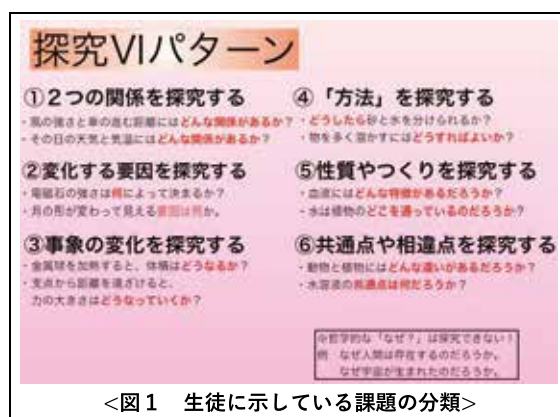 探究VIパターン
①２つの関係を探究する
・風の強さと車の進む距離にはどんな関係があるか？
・その日の天気と気温にはどんな関係があるか？
②変化する要因を探究する
・電磁石の強さは何によって決まるか？
・月の形が変わって見える要因は何か。
③事象の変化を探究する
・金属球を加熱すると、体積はどうなるか？
・支点から距離を遠ざけると、
力の大きさはどうなっていくか？
④「方法」を探究する
・どうしたら砂と水を分けられるか？
・物を多く溶かすにはどうすればよいか？
⑤性質やつくりを探究する
・血液にはどんな特徴があるだろうか？
・水は植物のどこを通っているのだろうか？
⑥共通点や相違点を探究する
・動物と植物にはどんな違いがあるだろうか？
・水溶液の共通点は何だろうか？
※哲学的な「なぜ？」は探究できない！
例　なぜ人間は存在するのだろうか。
なぜ宇宙が生まれたのだろうか。
<図１　生徒に示している課題の分類>